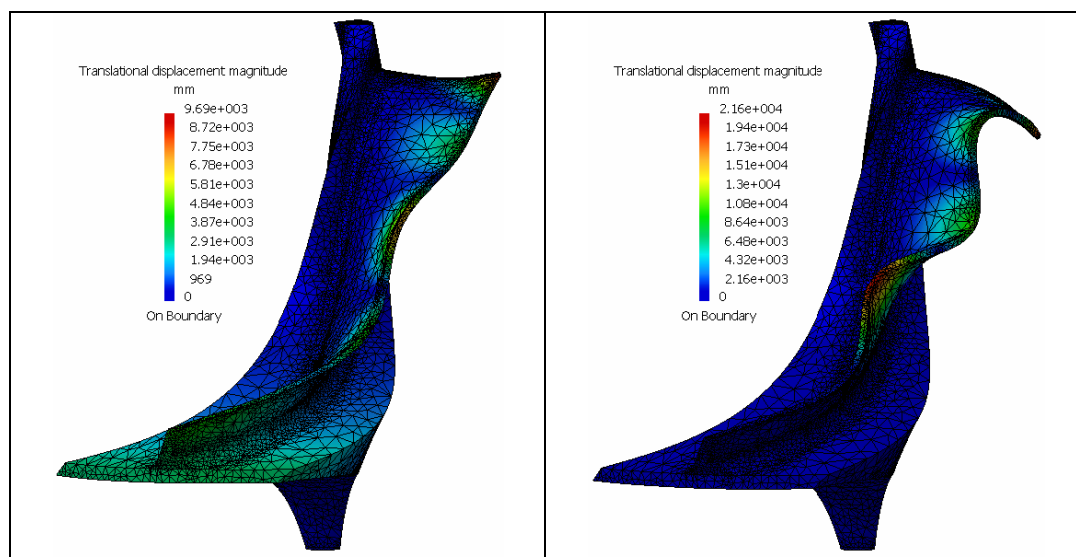 Translational displacement magnitude
mm
9.69e+003
8.72e+003
7.75e+003
6.78e+003
5.81e+003
4.84e+003
3.87e+003
2.91e+003
1.94e+003
969
0
On Boundary
Translational displacement magnitude
mm
2.16e+004
1.94e+004
1.73e+004
1.51e+004
1.3e+004
1.08e+004
8.64e+003
6.48e+003
4.32e+003
2.16e+003
0
On Boundary